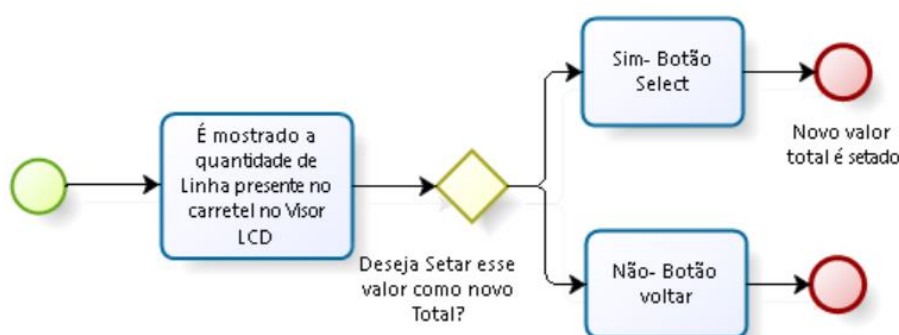 É mostrado a
quantidade de
Linha presente no
carretel no Visor
LCD
Deseja Setar esse
valor como novo
Total?
Sim- Botão
Select
Novo valor
total é setado
Não- Botão
voltar